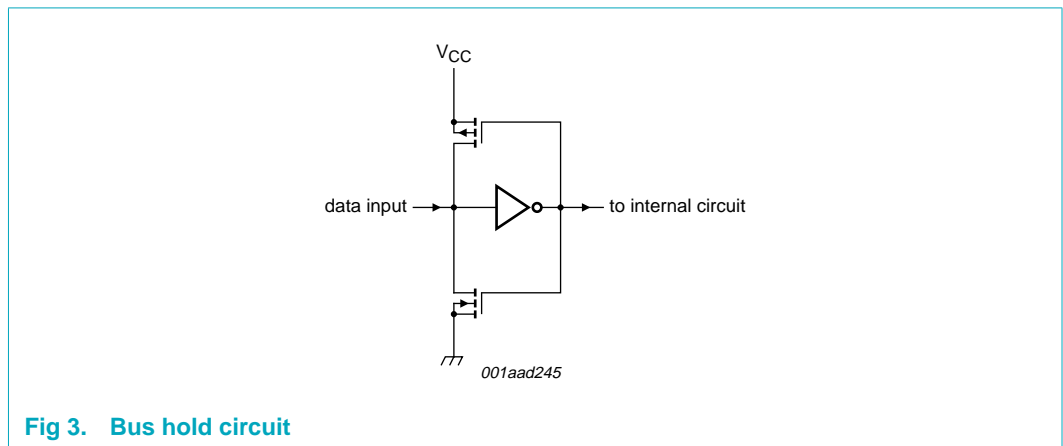 VCC
data input
to internal circuit
001aad245
Fig 3. Bus hold circuit